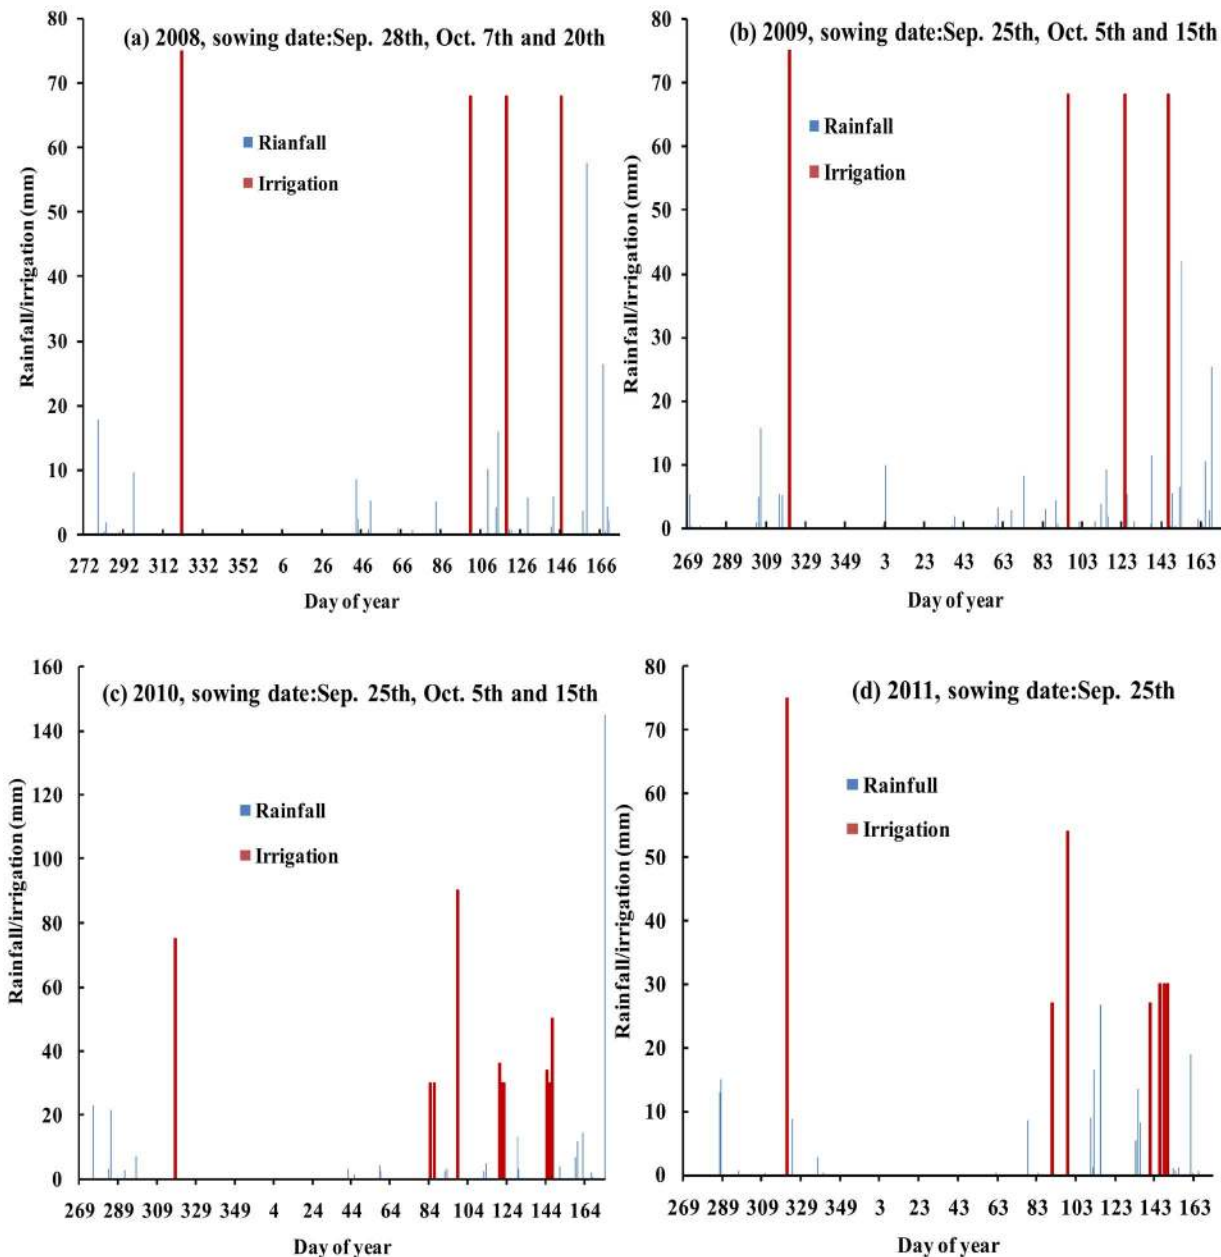 (a) 2008, sowing date:Sep. 28th, Oct. 7th and 20th
80
70
60
50
40
30
20
10
0
Rainfall/irrigation (mm)
Rianfall
Irrigation
272 292 312 332 352 6 26 46 66 86 106 126 146 166
Day of year
(b) 2009, sowing date:Sep. 25th, Oct. 5th and 15th
80
70
60
50
40
30
20
10
0
Rainfall/irrigation (mm)
Rainfall
Irrigation
269 289 309 329 349 3 23 43 63 83 103 123 143 163
Day of year
(c) 2010, sowing date:Sep. 25th, Oct. 5th and 15th
160
140
120
100
80
60
40
20
0
Rainfall/irrigation (mm)
Rainfall
Irrigation
269 289 309 329 349 4 24 44 64 84 104 124 144 164
Day of year
(d) 2011, sowing date:Sep. 25th
80
70
60
50
40
30
20
10
0
Rainfall/irrigation (mm)
Rainfull
Irrigation
269 289 309 329 349 3 23 43 63 83 103 123 143 163
Day of year